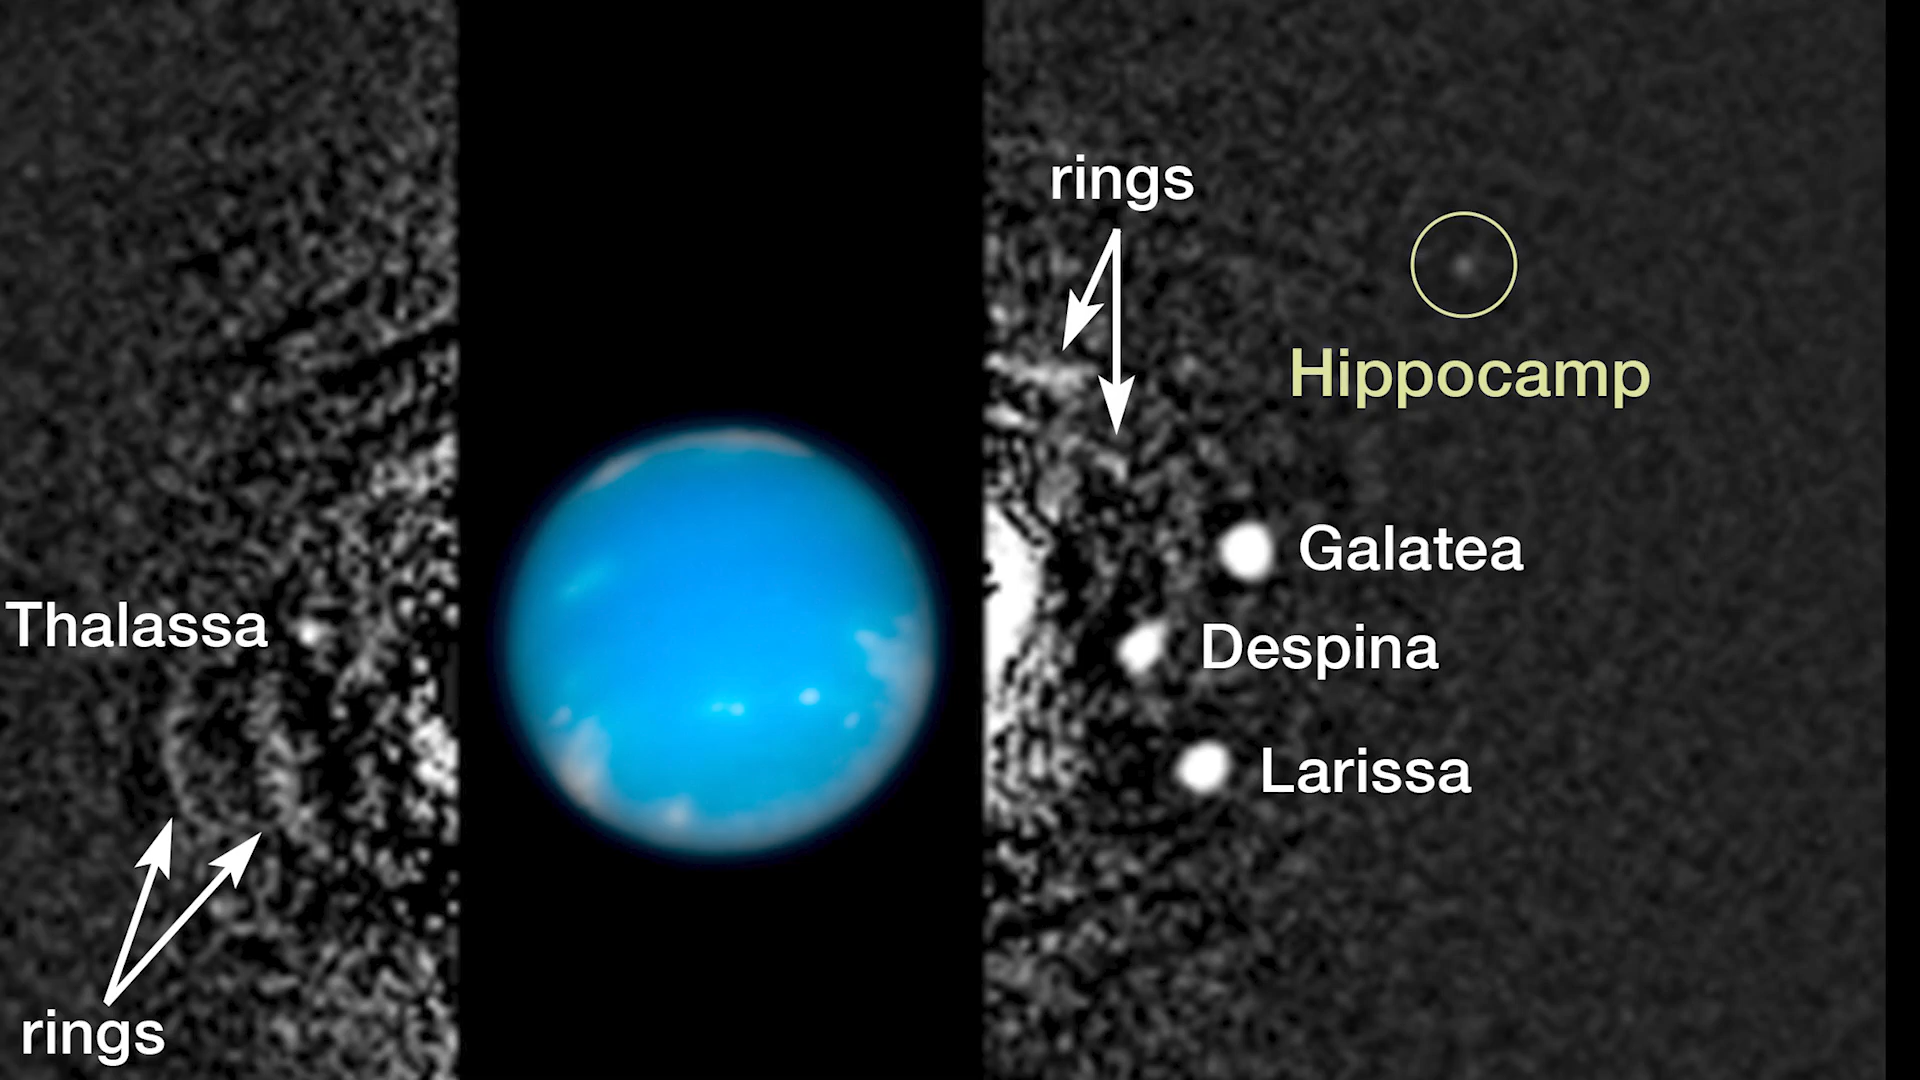 rings
Hippocamp
Galatea
Thalassa
Despina
Larissa
rings